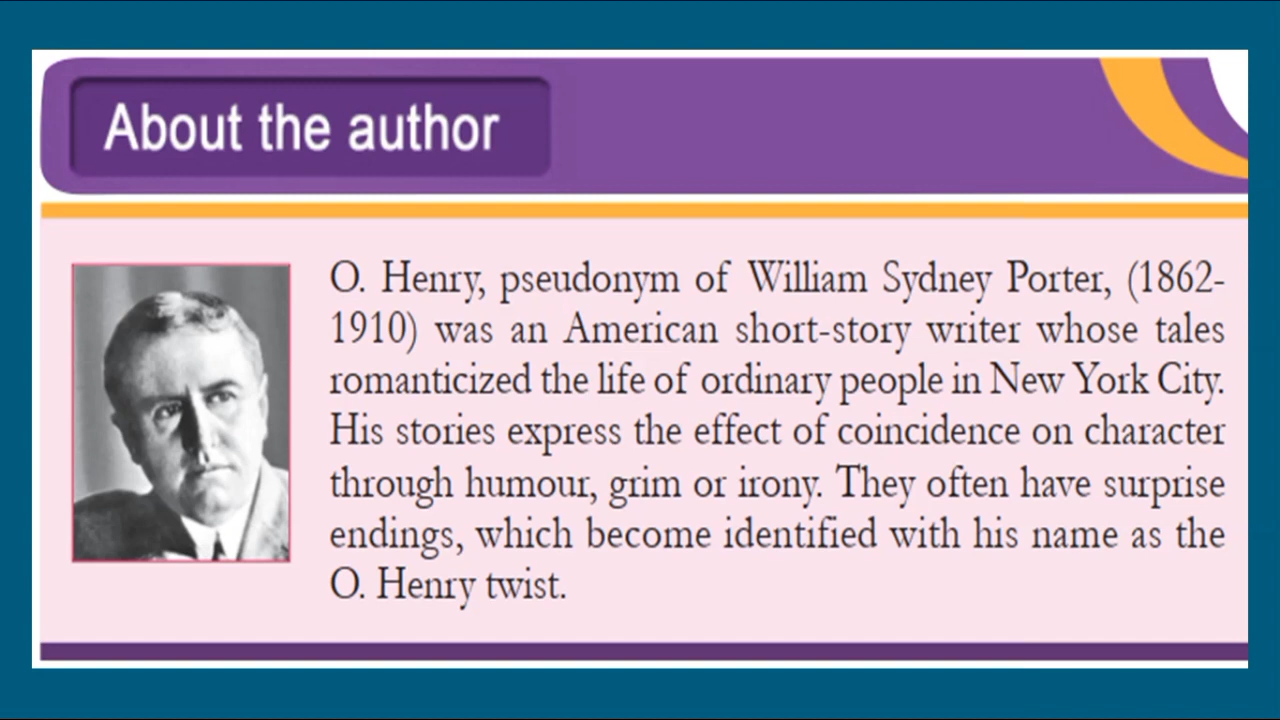 About the author
O. Henry, pseudonym of William Sydney Porter, (1862-
1910) was an American short-story writer whose tales
romanticized the life of ordinary people in New York City.
His stories express the effect of coincidence on character
through humour, grim or irony. They often have surprise
endings, which become identified with his name as the
O. Henry twist.